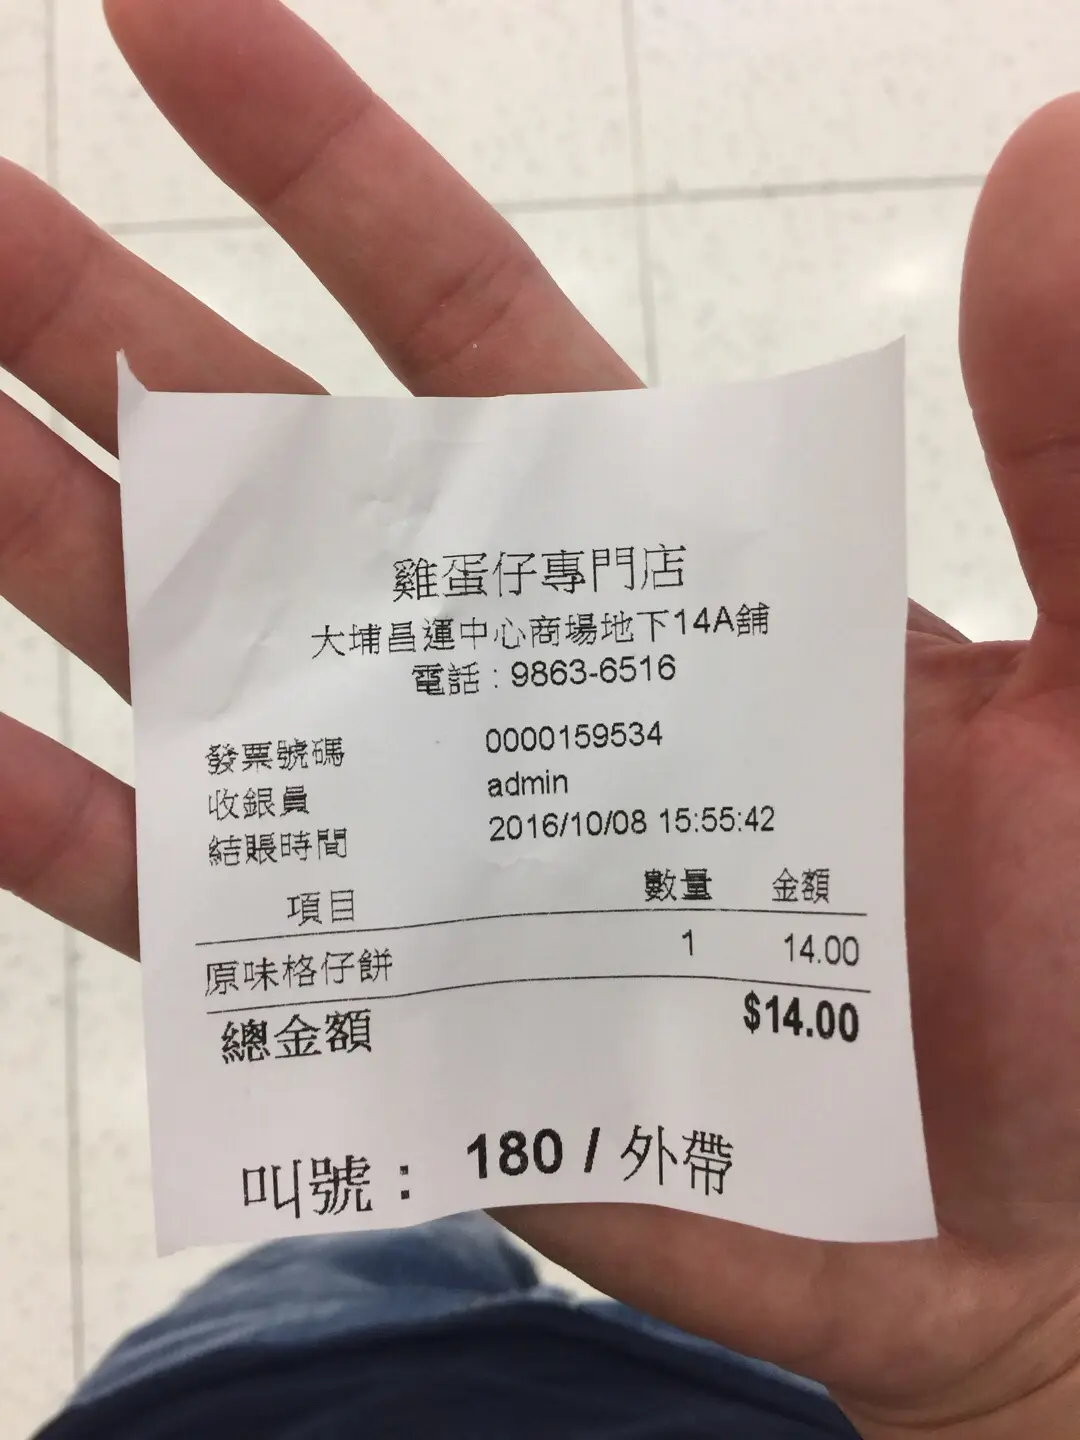 雞蛋仔專門店
大埔昌運中心商場地下14A舖
電話 : 9863-6516
發票號碼 0000159534
收銀員 admin
結賬時間 2016/10/08 15:55:42
項目 數量 金額
原味格仔餅 1 14.00
總金額 $14.00
叫號 : 180 / 外帶